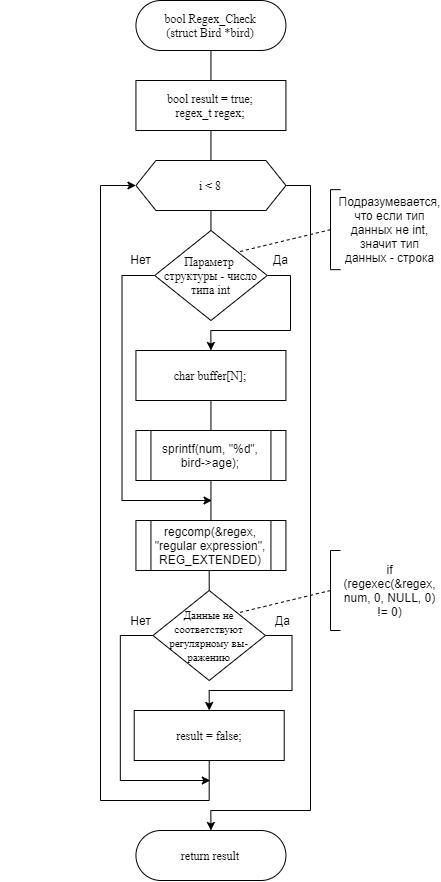 bool Regex_Check
(struct Bird *bird)
bool result = true;
regex_t regex;
i < 8
Подразумевается,
что если тип
данных не int,
значит тип
данных - строка
Нет
Да
Параметр
структуры - число
типа int
char buffer[N];
sprintf(num, "%d",
bird->age);
regcomp(&regex,
"regular expression",
REG_EXTENDED)
if
(regexec(&regex,
num, 0, NULL, 0)
!= 0)
Нет
Да
Данные не
соответствуют
регулярному вы-
ражению
result = false;
return result